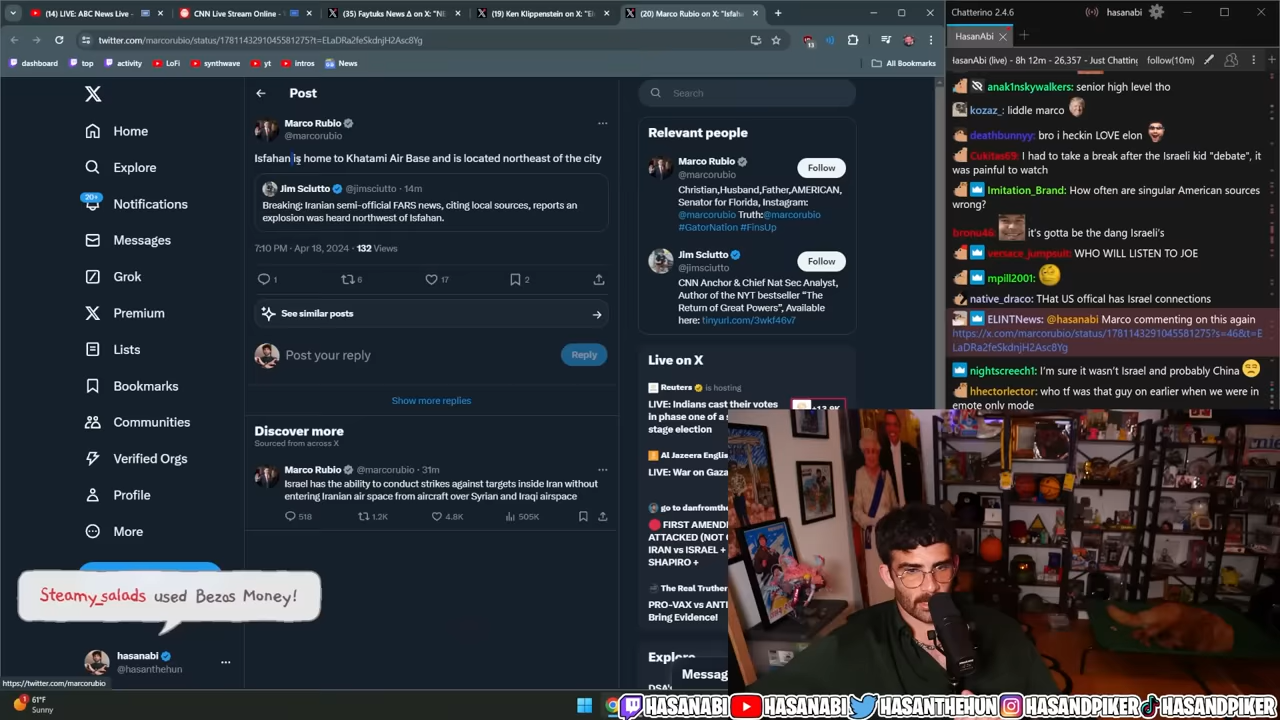 (14) LIVE: ABC News Live -
CNN Live Stream Online -
(35) Faytuks News Δ on X: "NE
(19) Ken Klippenstein on X: "Ei
(20) Marco Rubio on X: "Isfaha
twitter.com/marcorubio/status/1781143291045581275?=ELaDRa2feSkdnjH2Asc8Yg
13
dashboard
top
activity
LoFi
synthwave
yt
intros
News
All Bookmarks
Home
Explore
20+
Notifications
Messages
Grok
Premium
Lists
Bookmarks
Communities
Verified Orgs
Profile
More
Steamy_salads used Bezos Money!
hasanabi
@hasanthehun
https://twitter.com/marcorubio
61°F
Sunny
Post
Marco Rubio
@marcorubio
Isfahan is home to Khatami Air Base and is located northeast of the city
Jim Sciutto @jimsciutto · 14m
Breaking: Iranian semi-official FARS news, citing local sources, reports an
explosion was heard northwest of Isfahan.
7:10 PM · Apr 18, 2024 · 132 Views
1
6
17
2
See similar posts
Post your reply
Reply
Show more replies
Discover more
Sourced from across X
Marco Rubio @marcorubio · 31m
Israel has the ability to conduct strikes against targets inside Iran without
entering Iranian air space from aircraft over Syrian and Iraqi airspace
518
1.2K
4.8K
505K
Search
Relevant people
Marco Rubio
@marcorubio
Follow
Christian,Husband,Father,AMERICAN,
Senator for Florida, Instagram:
@marcorubio Truth:@marcorubio
#GatorNation #FinsUp
Jim Sciutto
@jimsciutto
Follow
CNN Anchor & Chief Nat Sec Analyst,
Author of the NYT bestseller "The
Return of Great Powers", Available
here: tinyurl.com/3wkf46v7
Live on X
Reuters is hosting
LIVE: Indians cast their votes
in phase one of a
stage election
Al Jazeera Englis
LIVE: War on Gaza
go to danfromthe
FIRST AMENDM
ATTACKED (NOT
IRAN vs ISRAEL +
SHAPIRO +
The Real Truther
PRO-VAX vs ANTI
Bring Evidence!
Explore
Messag
Chatterino 2.4.6
hasanabi
HasanAbi
HasanAbi (live) - 8h 12m - 26,357 - Just Chatting
follow(10m)
anak1nskywalkers: senior high level tho
kozaz_: liddle marco
deathbunnyy: bro i heckin LOVE elon
Cukitas69: I had to take a break after the Israeli kid "debate", it
was painful to watch
Imitation_Brand: How often are singular American sources
wrong?
bronu46: it's gotta be the dang Israeli's
versace_jumpsuit: WHO WILL LISTEN TO JOE
mpill2001:
native_draco: THat US offical has Israel connections
ELINTNews: @hasanabi Marco commenting on this again
https://x.com/marcorubio/status/1781143291045581275?s=46&t=E
LaDRa2feSkdnjH2Asc8Yg
nightscreech1: I'm sure it wasn't Israel and probably China
hhectorlector: who tf was that guy on earlier when we were in
emote only mode
HASANABI
HASANABI
HASANTHEHUN
HASANDPIKER
HASANDPIKER